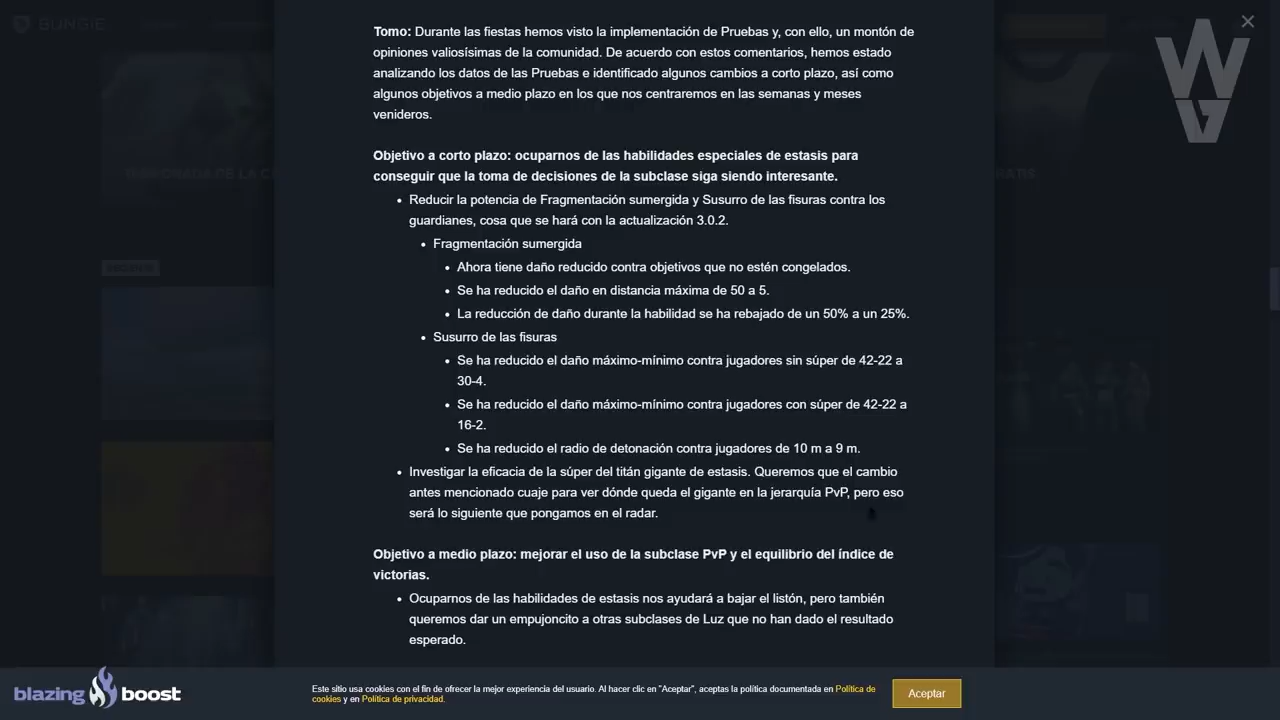 BUNGIE
Tomo: Durante las fiestas hemos visto la implementación de Pruebas y, con ello, un montón de
opiniones valiosísimas de la comunidad. De acuerdo con estos comentarios, hemos estado
analizando los datos de las Pruebas e identificado algunos cambios a corto plazo, así como
algunos objetivos a medio plazo en los que nos centraremos en las semanas y meses
venideros.
Objetivo a corto plazo: ocuparnos de las habilidades especiales de estasis para
conseguir que la toma de decisiones de la subclase siga siendo interesante.
Reducir la potencia de Fragmentación sumergida y Susurro de las fisuras contra los
guardianes, cosa que se hará con la actualización 3.0.2.
Fragmentación sumergida
Ahora tiene daño reducido contra objetivos que no estén congelados.
Se ha reducido el daño en distancia máxima de 50 a 5.
La reducción de daño durante la habilidad se ha rebajado de un 50% a un 25%.
Susurro de las fisuras
Se ha reducido el daño máximo-mínimo contra jugadores sin súper de 42-22 a
30-4.
Se ha reducido el daño máximo-mínimo contra jugadores con súper de 42-22 a
16-2.
Se ha reducido el radio de detonación contra jugadores de 10 m a 9 m.
Investigar la eficacia de la súper del titán gigante de estasis. Queremos que el cambio
antes mencionado cuaje para ver dónde queda el gigante en la jerarquía PvP, pero eso
será lo siguiente que pongamos en el radar.
Objetivo a medio plazo: mejorar el uso de la subclase PvP y el equilibrio del índice de
victorias.
Ocuparnos de las habilidades de estasis nos ayudará a bajar el listón, pero también
queremos dar un empujoncito a otras subclases de Luz que no han dado el resultado
esperado.
blazing boost
Este sitio usa cookies con el fin de ofrecer la mejor experiencia del usuario. Al hacer clic en "Aceptar", aceptas la política documentada en Política de
cookies y en Política de privacidad.
Aceptar